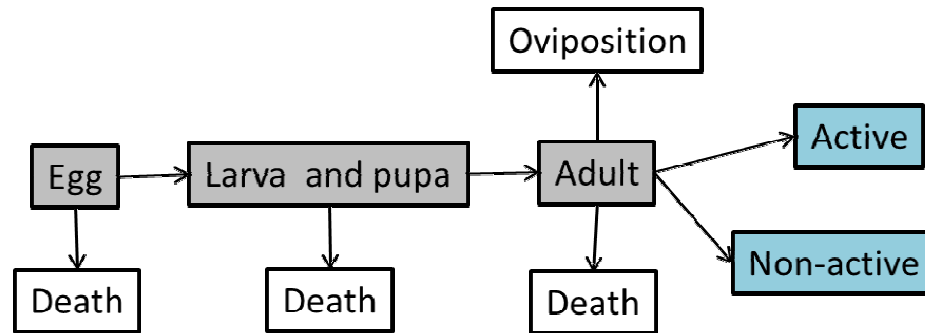 Oviposition
Active
Egg
Larva and pupa
Adult
Non-active
Death
Death
Death